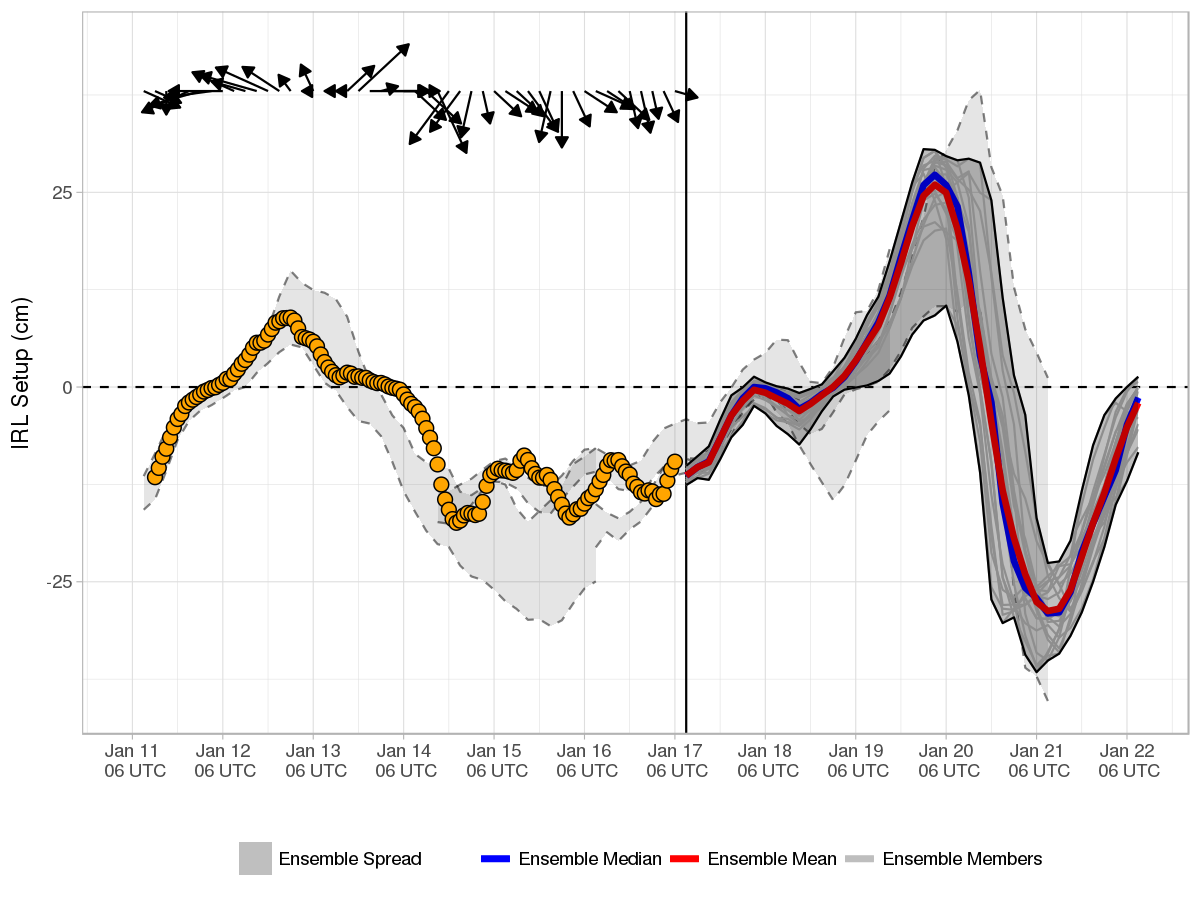 IRL Setup (cm)
25
0
-25
Jan 11 Jan 12 Jan 13 Jan 14 Jan 15 Jan 16 Jan 17 Jan 18 Jan 19 Jan 20 Jan 21 Jan 22
06 UTC 06 UTC 06 UTC 06 UTC 06 UTC 06 UTC 06 UTC 06 UTC 06 UTC 06 UTC 06 UTC 06 UTC
Ensemble Spread Ensemble Median Ensemble Mean Ensemble Members